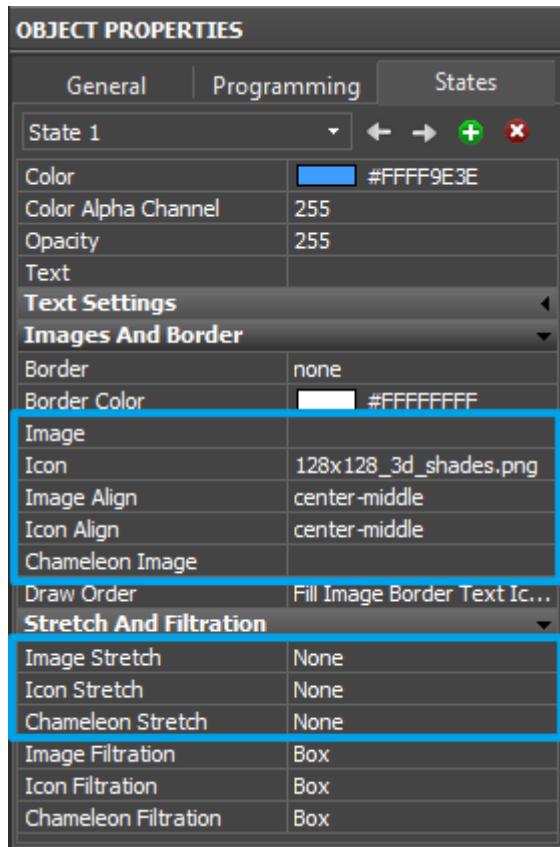 OBJECT PROPERTIES
General Programming States
State 1
Color #FFFF9E3E
Color Alpha Channel 255
Opacity 255
Text
Text Settings
Images And Border
Border none
Border Color #FFFFFFFF
Image
Icon 128x128_3d_shades.png
Image Align center-middle
Icon Align center-middle
Chameleon Image
Draw Order Fill Image Border Text Ic...
Stretch And Filtration
Image Stretch None
Icon Stretch None
Chameleon Stretch None
Image Filtration Box
Icon Filtration Box
Chameleon Filtration Box